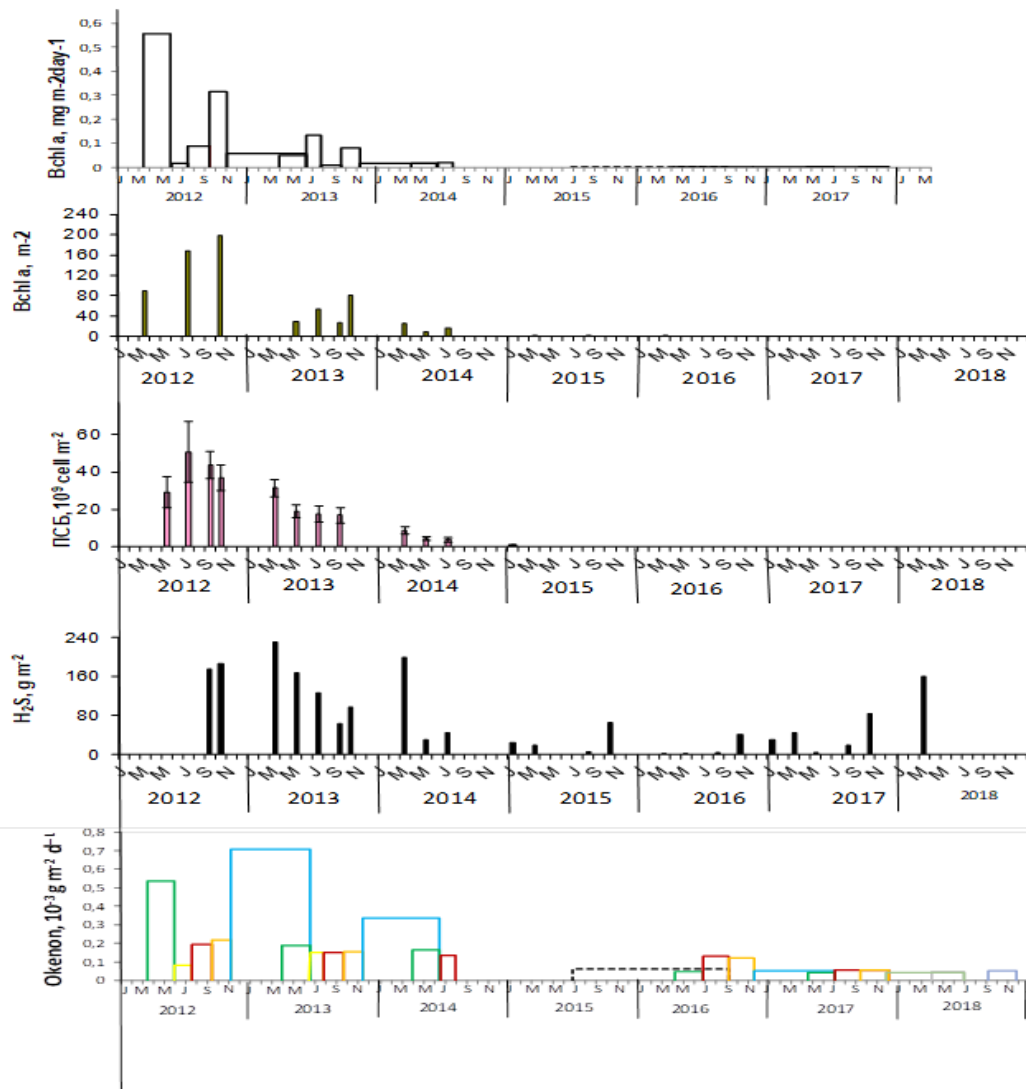 Bchl a, mg m-2day-1
0,6
0,5
0,4
0,3
0,2
0,1
0
J M M J S N J M M J S N J M M J S N J M M J S N J M M J S N J M M J S N J M
2012 2013 2014 2015 2016 2017
Bchl a, m-2
240
200
160
120
80
40
0
J M M J S N J M M J S N J M M J S N J M M J S N J M M J S N J M M J S N J M M J S N
2012 2013 2014 2015 2016 2017 2018
ПСБ, 10⁹ cell m⁻²
60
40
20
0
J M M J S N J M M J S N J M M J S N J M M J S N J M M J S N J M M J S N J M M J S N
2012 2013 2014 2015 2016 2017 2018
H₂S, g m⁻²
240
160
80
0
J M M J S N J M M J S N J M M J S N J M M J S N J M M J S N J M M J S N J M M J S N
2012 2013 2014 2015 2016 2017 2018
Okenon, 10⁻³ g m⁻² d⁻¹
0,8
0,7
0,6
0,5
0,4
0,3
0,2
0,1
0
J M M J S N J M M J S N J M M J S N J M M J S N J M M J S N J M M J S N J M M J S N
2012 2013 2014 2015 2016 2017 2018